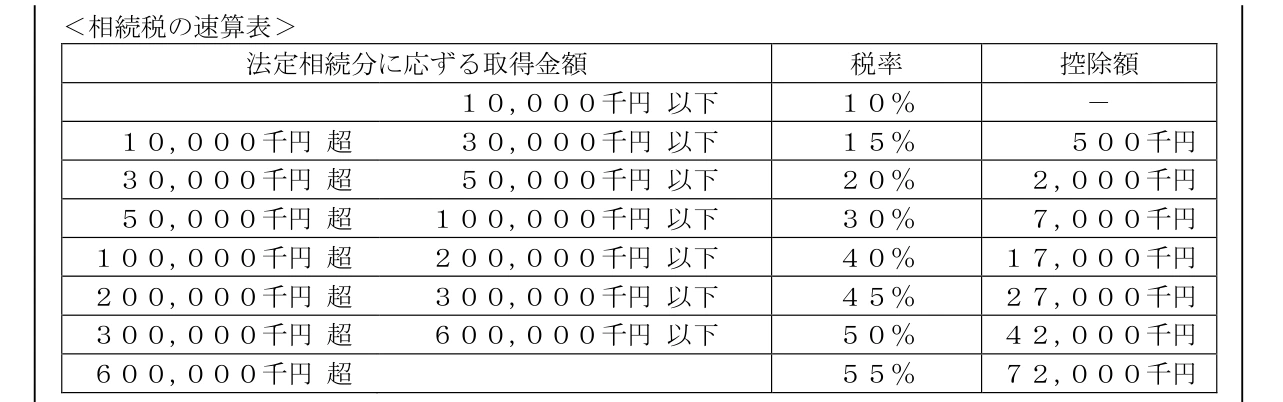 ＜相続税の速算表＞
法定相続分に応ずる取得金額 税率 控除額
１０,０００千円 以下 １０％ －
１０,０００千円 超 ３０,０００千円 以下 １５％ ５００千円
３０,０００千円 超 ５０,０００千円 以下 ２０％ ２,０００千円
５０,０００千円 超 １００,０００千円 以下 ３０％ ７,０００千円
１００,０００千円 超 ２００,０００千円 以下 ４０％ １７,０００千円
２００,０００千円 超 ３００,０００千円 以下 ４５％ ２７,０００千円
３００,０００千円 超 ６００,０００千円 以下 ５０％ ４２,０００千円
６００,０００千円 超 ５５％ ７２,０００千円